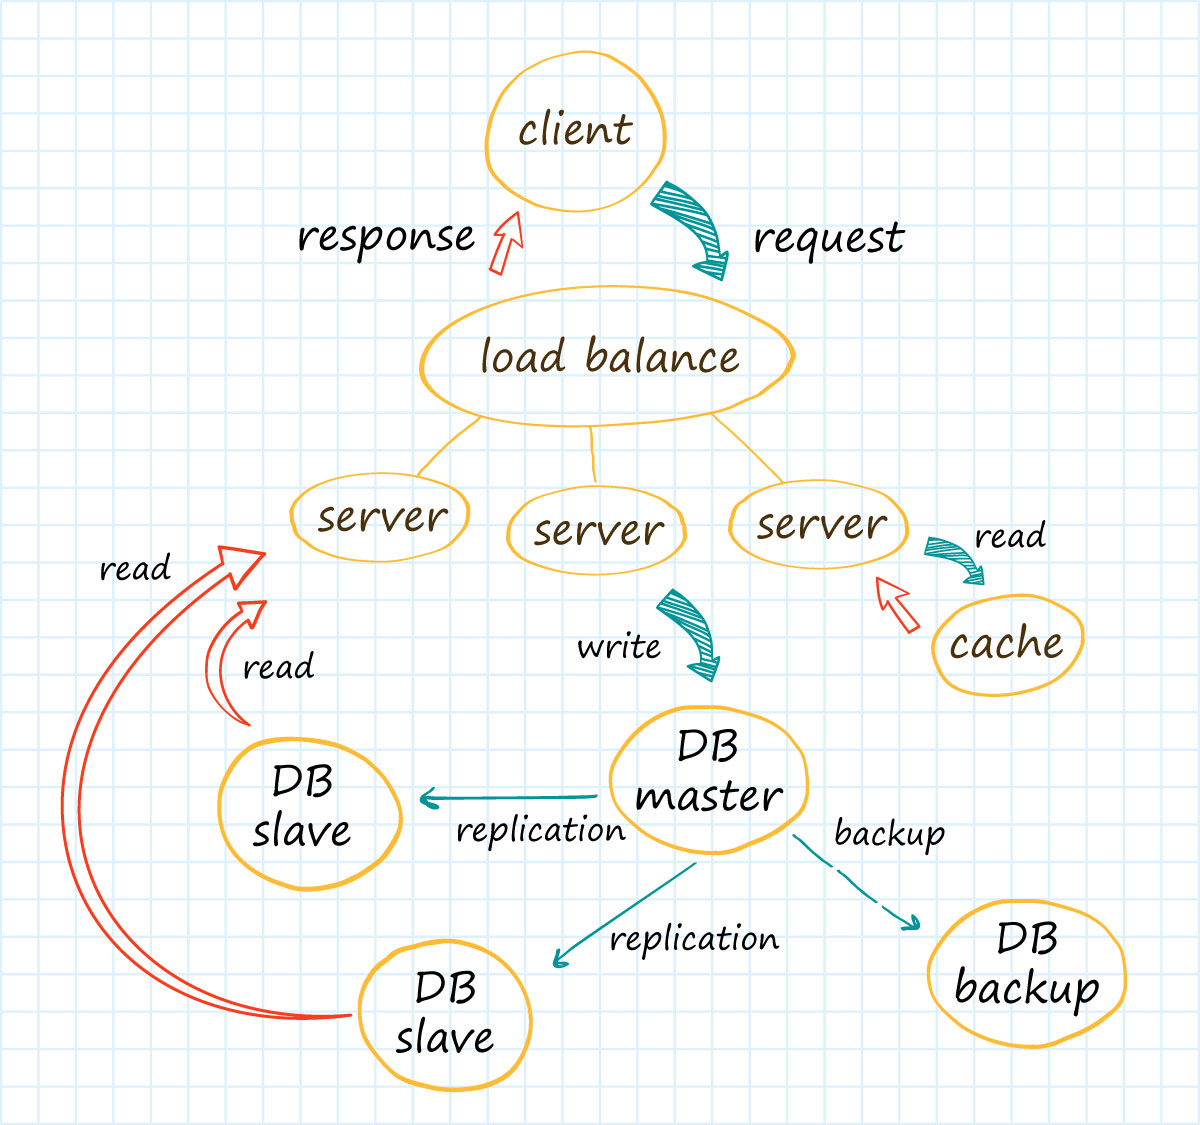 client
response
request
load balance
server
server
server
read
read
cache
read
write
DB
master
DB
slave
replication
backup
replication
DB
backup
DB
slave